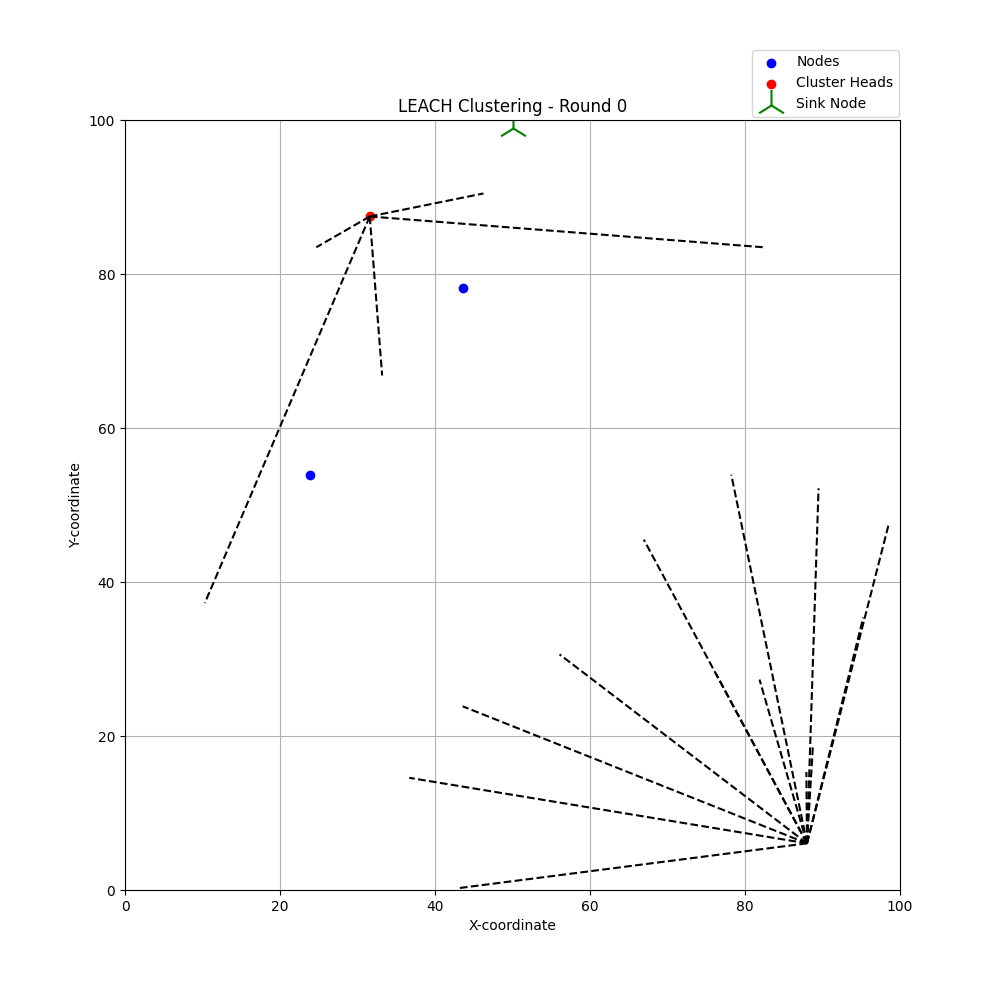 Nodes
Cluster Heads
Sink Node
LEACH Clustering - Round 0
100
80
60
40
20
0
Y-coordinate
0 20 40 60 80 100
X-coordinate